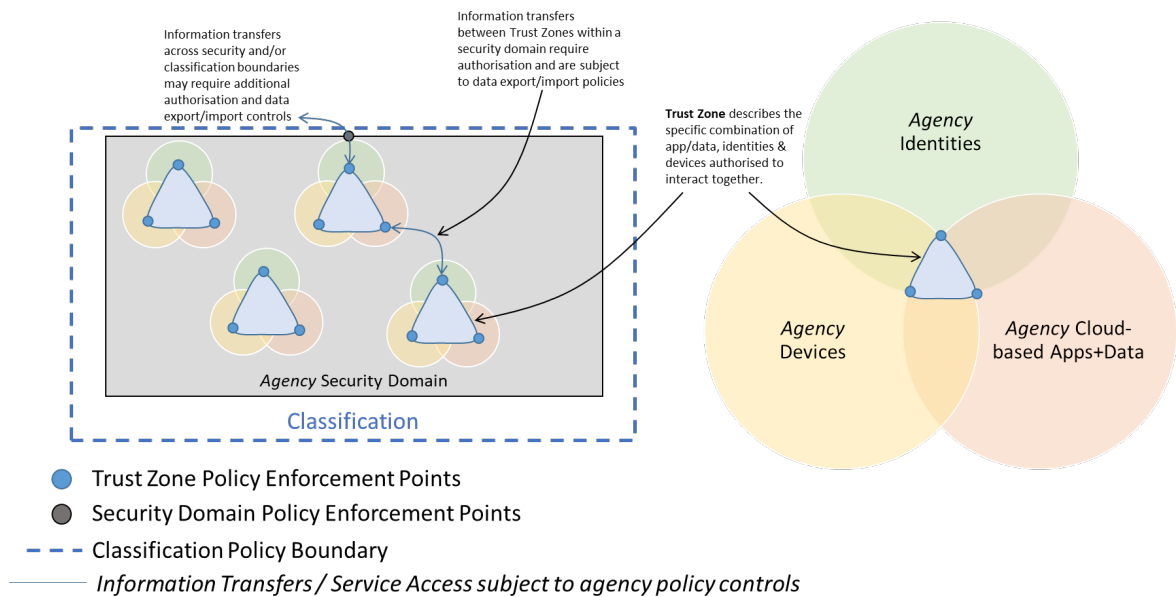 Information transfers
across security and/or
classification boundaries
may require additional
authorisation and data
export/import controls
Information transfers
between Trust Zones within a
security domain require
authorisation and are subject
to data export/import policies
Trust Zone describes the
specific combination of
app/data, identities &
devices authorised to
interact together.
Agency
Identities
Agency
Devices
Agency Cloud-
based Apps+Data
Agency Security Domain
Classification
Trust Zone Policy Enforcement Points
Security Domain Policy Enforcement Points
Classification Policy Boundary
Information Transfers / Service Access subject to agency policy controls